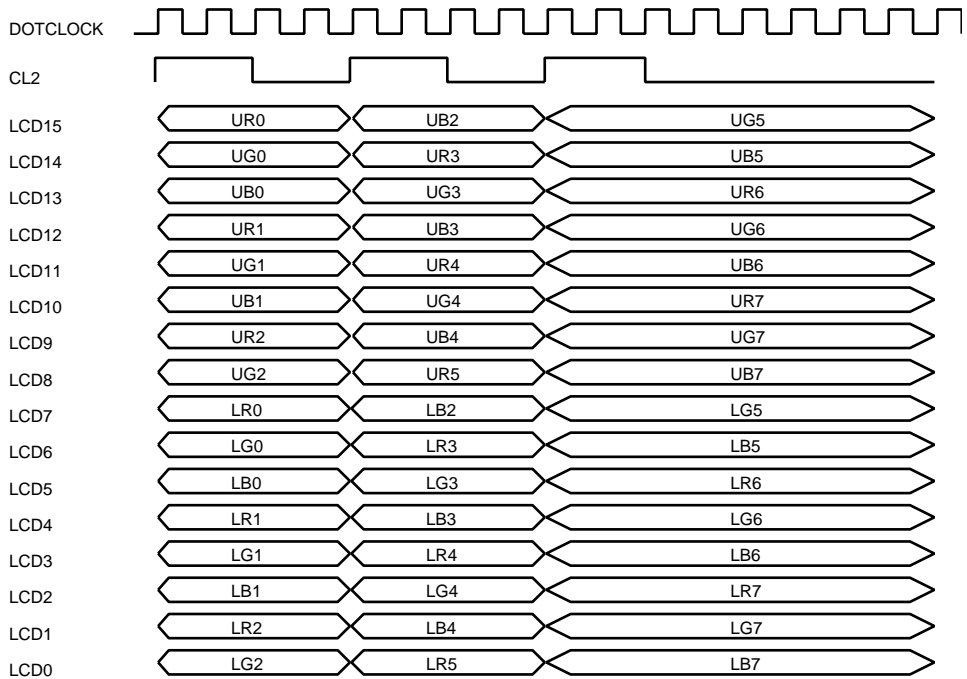 DOTCLOCK
CL2
LCD15 UR0 UB2 UG5
LCD14 UG0 UR3 UB5
LCD13 UB0 UG3 UR6
LCD12 UR1 UB3 UG6
LCD11 UG1 UR4 UB6
LCD10 UB1 UG4 UR7
LCD9 UR2 UB4 UG7
LCD8 UG2 UR5 UB7
LCD7 LR0 LB2 LG5
LCD6 LG0 LR3 LB5
LCD5 LB0 LG3 LR6
LCD4 LR1 LB3 LG6
LCD3 LG1 LR4 LB6
LCD2 LB1 LG4 LR7
LCD1 LR2 LB4 LG7
LCD0 LG2 LR5 LB7